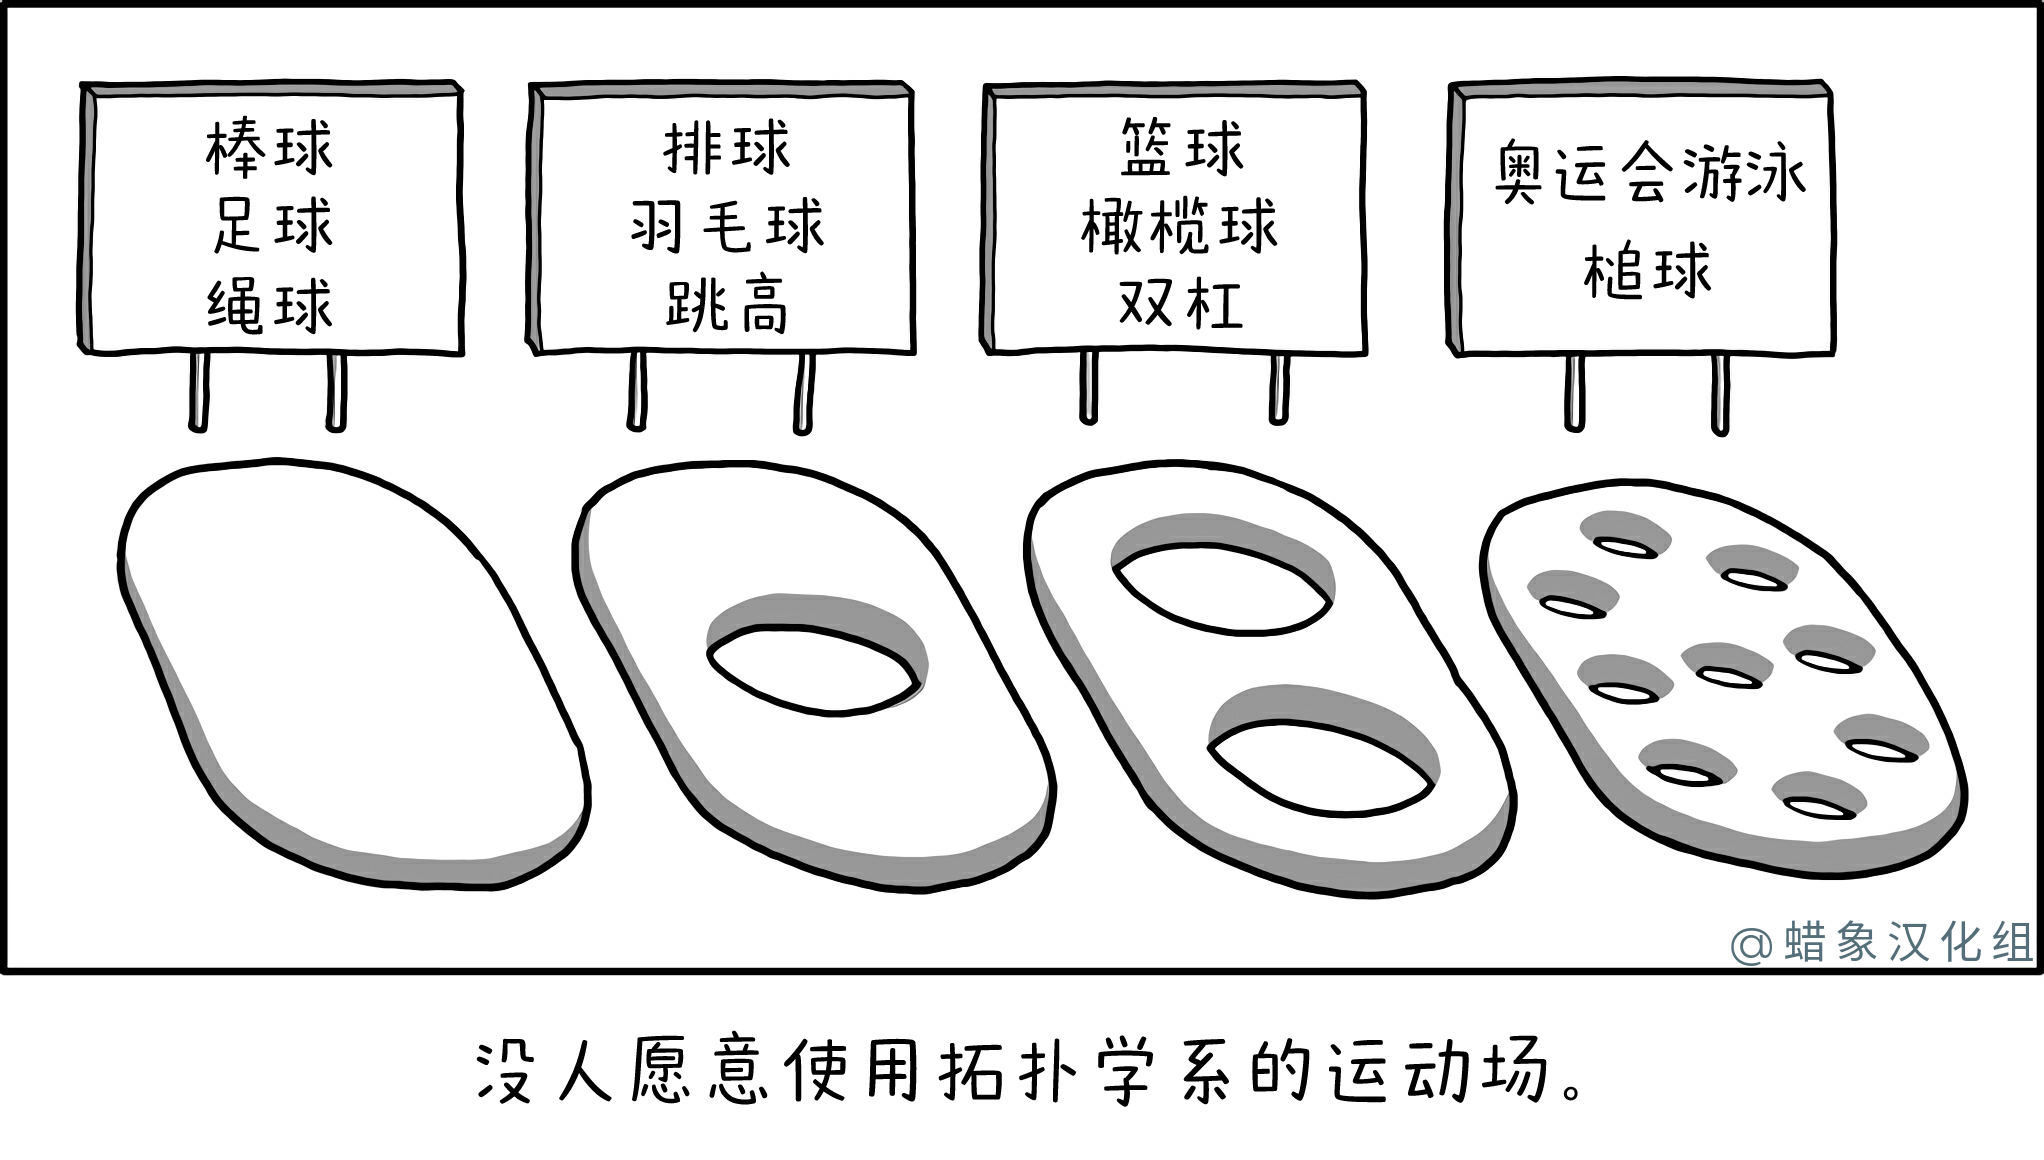 棒球
足球
绳球
排球
羽毛球
跳高
篮球
橄榄球
双杠
奥运会游泳
槌球
@蜡象汉化组
没人愿意使用拓扑学系的运动场。